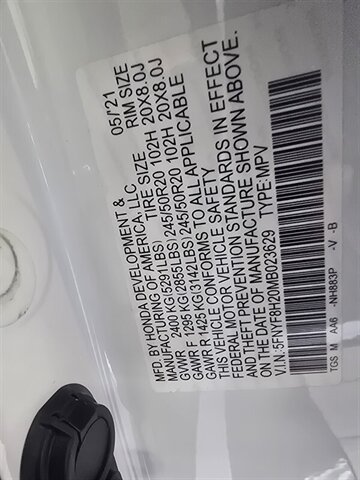 MFD. BY HONDA DEVELOPMENT & 05/'21
MANUFACTURING OF AMERICA, LLC
TIRE SIZE RIM SIZE
GVWR 2400 KG(5291LBS)
GAWR F 1295 KG(2855LBS)245/50R20 102H 20X8.0J
GAWR R 1425 KG(3142LBS)245/50R20 102H 20X8.0J
THIS VEHICLE CONFORMS TO ALL APPLICABLE
FEDERAL MOTOR VEHICLE SAFETY
AND THEFT PREVENTION STANDARDS IN EFFECT
ON THE DATE OF MANUFACTURE SHOWN ABOVE.
V.I.N.:5FNYF8H20MB023629 TYPE:MPV
TGS M AA6 -NH883P -V -B